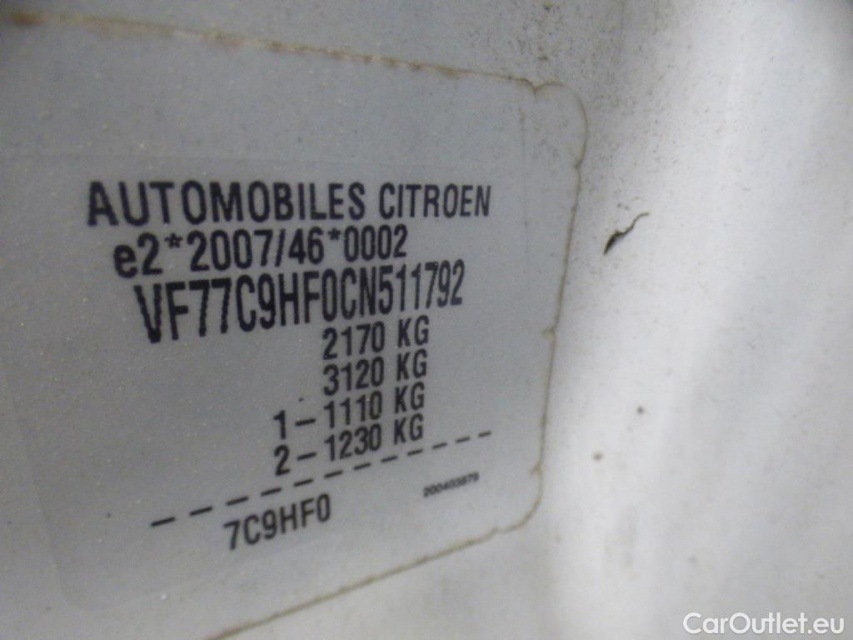 AUTOMOBILES CITROEN
e2*2007/46*0002
VF77C9HF0CN511792
2170 KG
3120 KG
1-1110 KG
2-1230 KG
7C9HF0
CarOutlet.eu